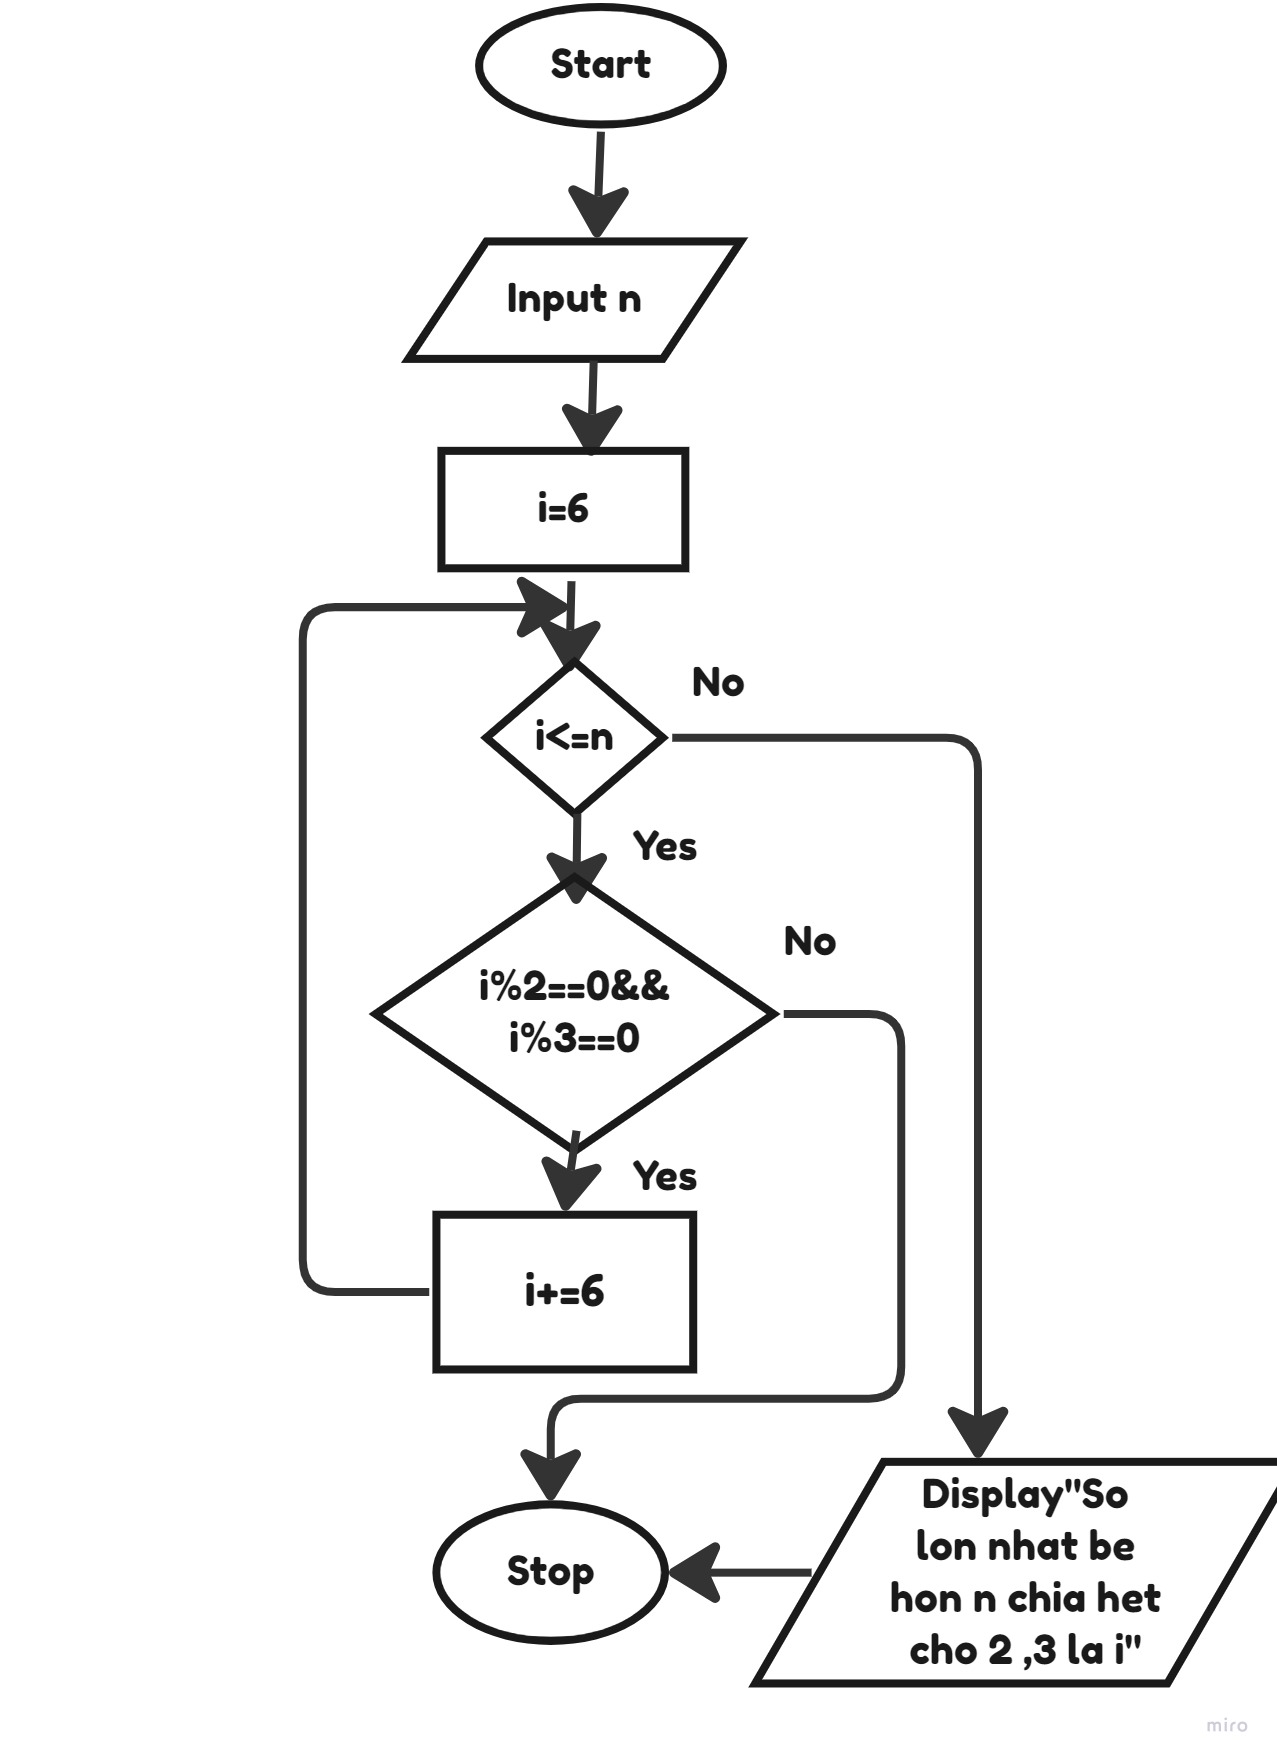 Start
Input n
i=6
No
i<=n
Yes
No
i%2==0&&
i%3==0
Yes
i+=6
Display"So
lon nhat be
hon n chia het
cho 2 ,3 la i"
Stop
miro